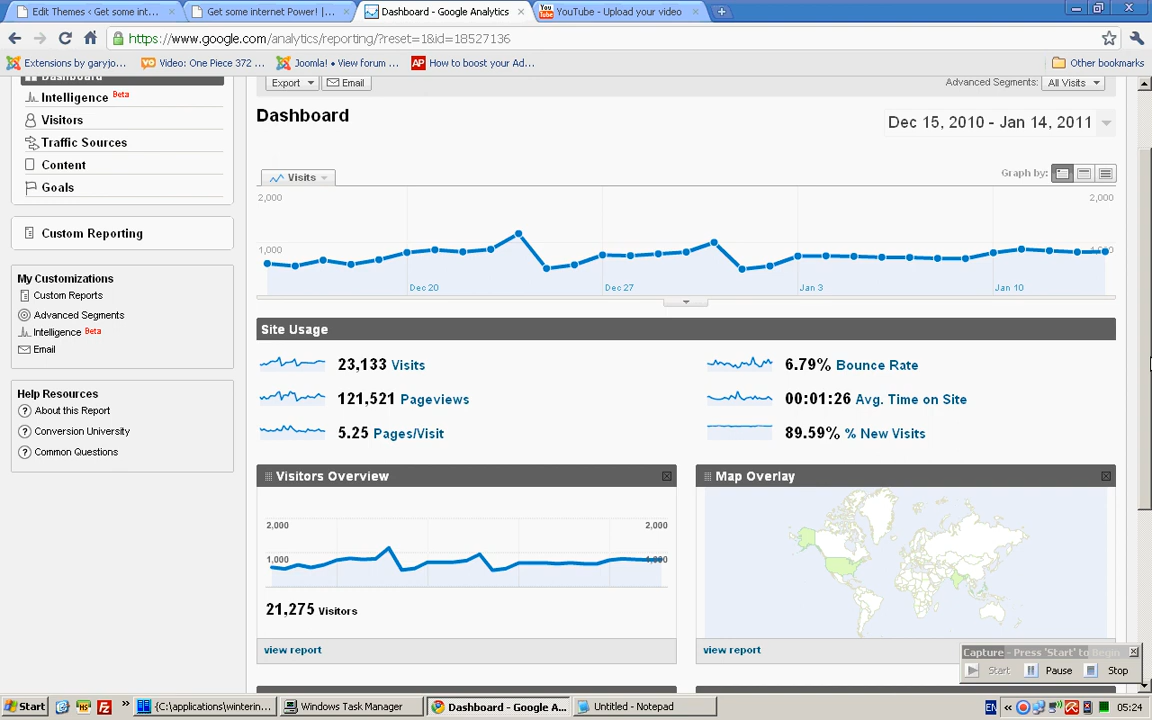 Edit Themes < Get some int...
Get some internet Power! |...
Dashboard - Google Analytics
YouTube - Upload your video
https://www.google.com/analytics/reporting/?reset=1&id=18527136
Extensions by garyjo...
Video: One Piece 372 ...
Joomla! • View forum ...
How to boost your Ad...
Other bookmarks
Dashboard
Export
Email
Advanced Segments:
All Visits
Intelligence Beta
Visitors
Traffic Sources
Content
Goals
Custom Reporting
My Customizations
Custom Reports
Advanced Segments
Intelligence Beta
Email
Help Resources
About this Report
Conversion University
Common Questions
Dashboard
Dec 15, 2010 - Jan 14, 2011
Visits
Graph by:
2,000
2,000
1,000
1,000
Dec 20
Dec 27
Jan 3
Jan 10
Site Usage
23,133 Visits
6.79% Bounce Rate
121,521 Pageviews
00:01:26 Avg. Time on Site
5.25 Pages/Visit
89.59% % New Visits
Visitors Overview
Map Overlay
2,000
2,000
1,000
1,000
21,275 Visitors
view report
view report
Capture - Press 'Start' to Begin
Start
Pause
Stop
Start
{C:\applications\winterin...
Windows Task Manager
Dashboard - Google A...
Untitled - Notepad
EN
05:24